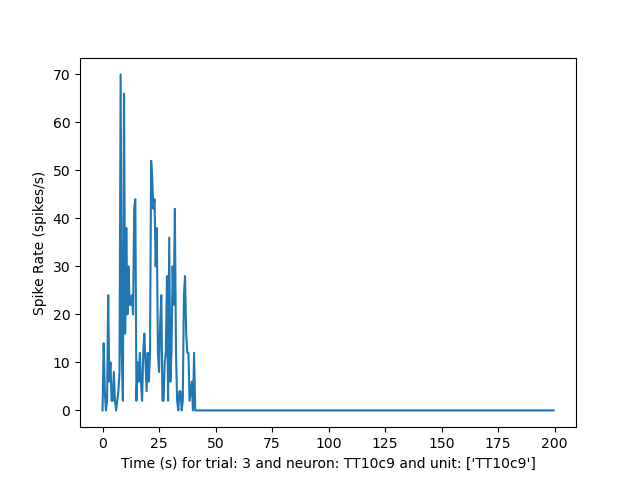 70
60
50
40
30
20
10
0
Spike Rate (spikes/s)
0 25 50 75 100 125 150 175 200
Time (s) for trial: 3 and neuron: TT10c9 and unit: ['TT10c9']